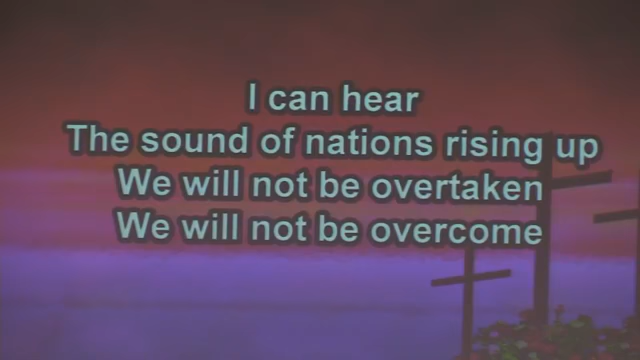 I can hear
The sound of nations rising up
We will not be overtaken
We will not be overcome